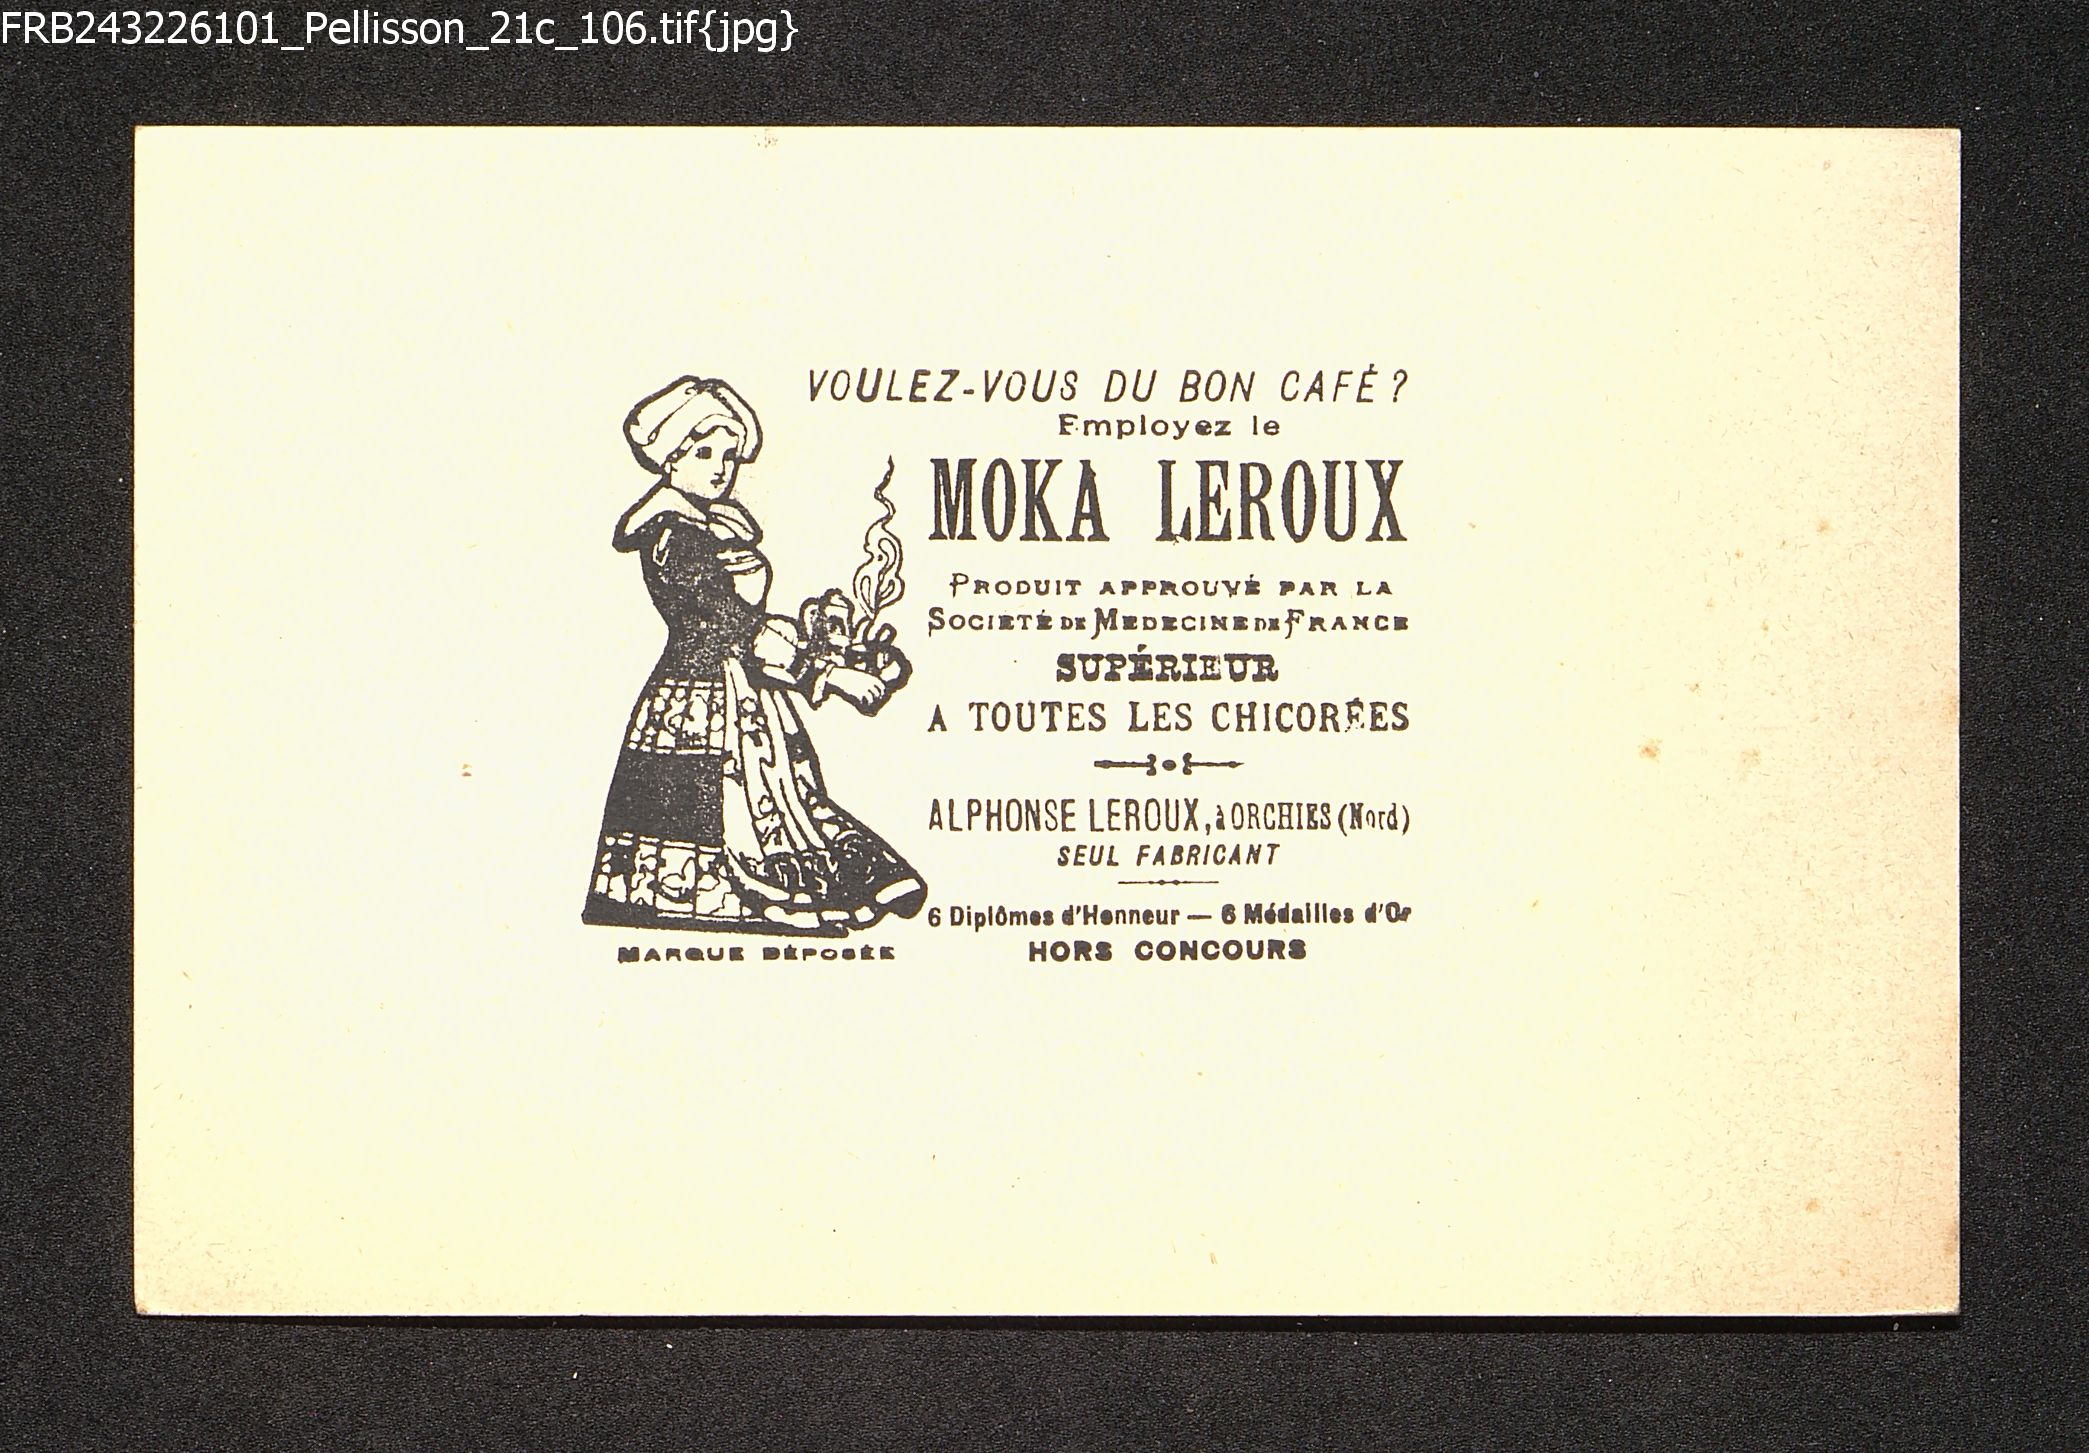 FRB243226101_Pellisson_21c_106.tif{jpg}
VOULEZ-VOUS DU BON CAFÉ ?
Employez le
MOKA LEROUX
PRODUIT APPROUVÉ PAR LA
SOCIETÉ DE MEDECINE DE FRANCE
SUPÉRIEUR
A TOUTES LES CHICORÉES
ALPHONSE LEROUX, à ORCHIES (Nord)
SEUL FABRICANT
6 Diplômes d'Honneur — 6 Médailles d'Or
HORS CONCOURS
MARQUE DÉPOSÉE